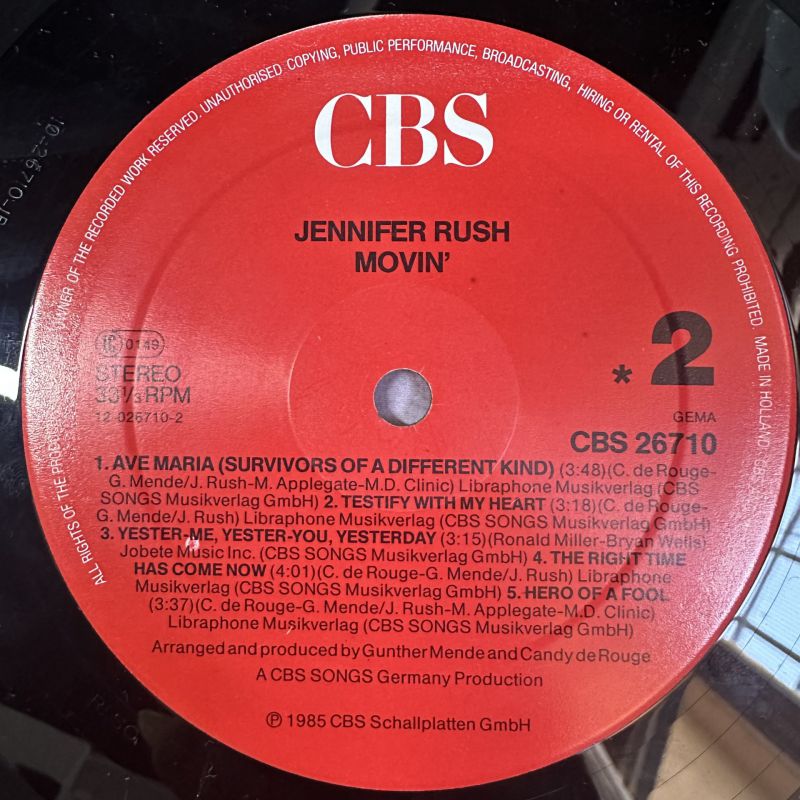 ALL RIGHTS OF THE OWNER OF THE RECORDED WORK RESERVED. UNAUTHORISED COPYING, PUBLIC PERFORMANCE, BROADCASTING, HIRING OR RENTAL OF THIS RECORDING PROHIBITED. MADE IN HOLLAND
CBS
JENNIFER RUSH
MOVIN'
LC 0149
STEREO
33⅓ RPM
12-026710-2
* 2
GEMA
CBS 26710
1. AVE MARIA (SURVIVORS OF A DIFFERENT KIND) (3:48)(C. de Rouge-
G. Mende/J. Rush-M. Applegate-M.D. Clinic) Libraphone Musikverlag (CBS
SONGS Musikverlag GmbH) 2. TESTIFY WITH MY HEART (3:18)(C. de Rouge-
G. Mende/J. Rush) Libraphone Musikverlag (CBS SONGS Musikverlag GmbH)
3. YESTER-ME, YESTER-YOU, YESTERDAY (3:15)(Ronald Miller-Bryan Wells)
Jobete Music Inc. (CBS SONGS Musikverlag GmbH) 4. THE RIGHT TIME
HAS COME NOW (4:01)(C. de Rouge-G. Mende/J. Rush) Libraphone
Musikverlag (CBS SONGS Musikverlag GmbH) 5. HERO OF A FOOL
(3:37)(C. de Rouge-G. Mende/J. Rush-M. Applegate-M.D. Clinic)
Libraphone Musikverlag (CBS SONGS Musikverlag GmbH)
Arranged and produced by Gunther Mende and Candy de Rouge
A CBS SONGS Germany Production
℗ 1985 CBS Schallplatten GmbH